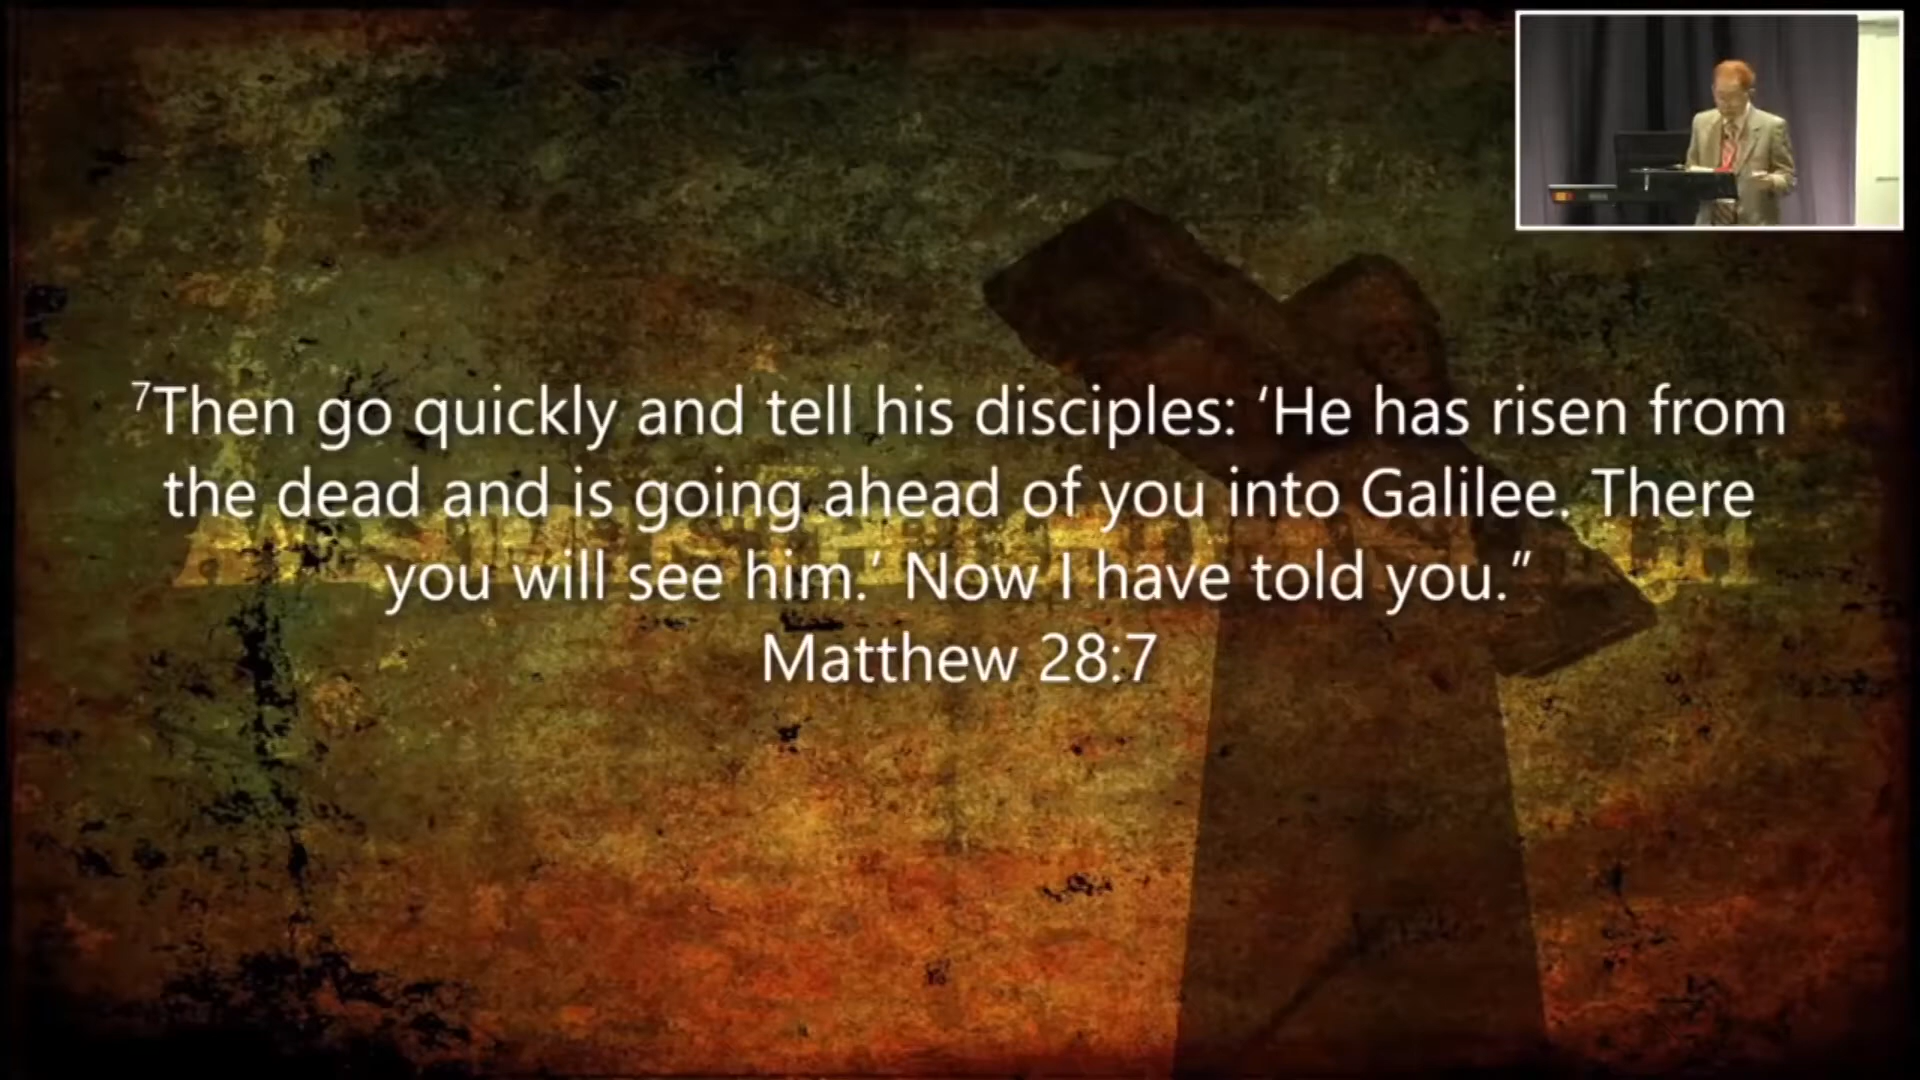 ⁷Then go quickly and tell his disciples: ‘He has risen from
the dead and is going ahead of you into Galilee. There
you will see him.’ Now I have told you.”
Matthew 28:7